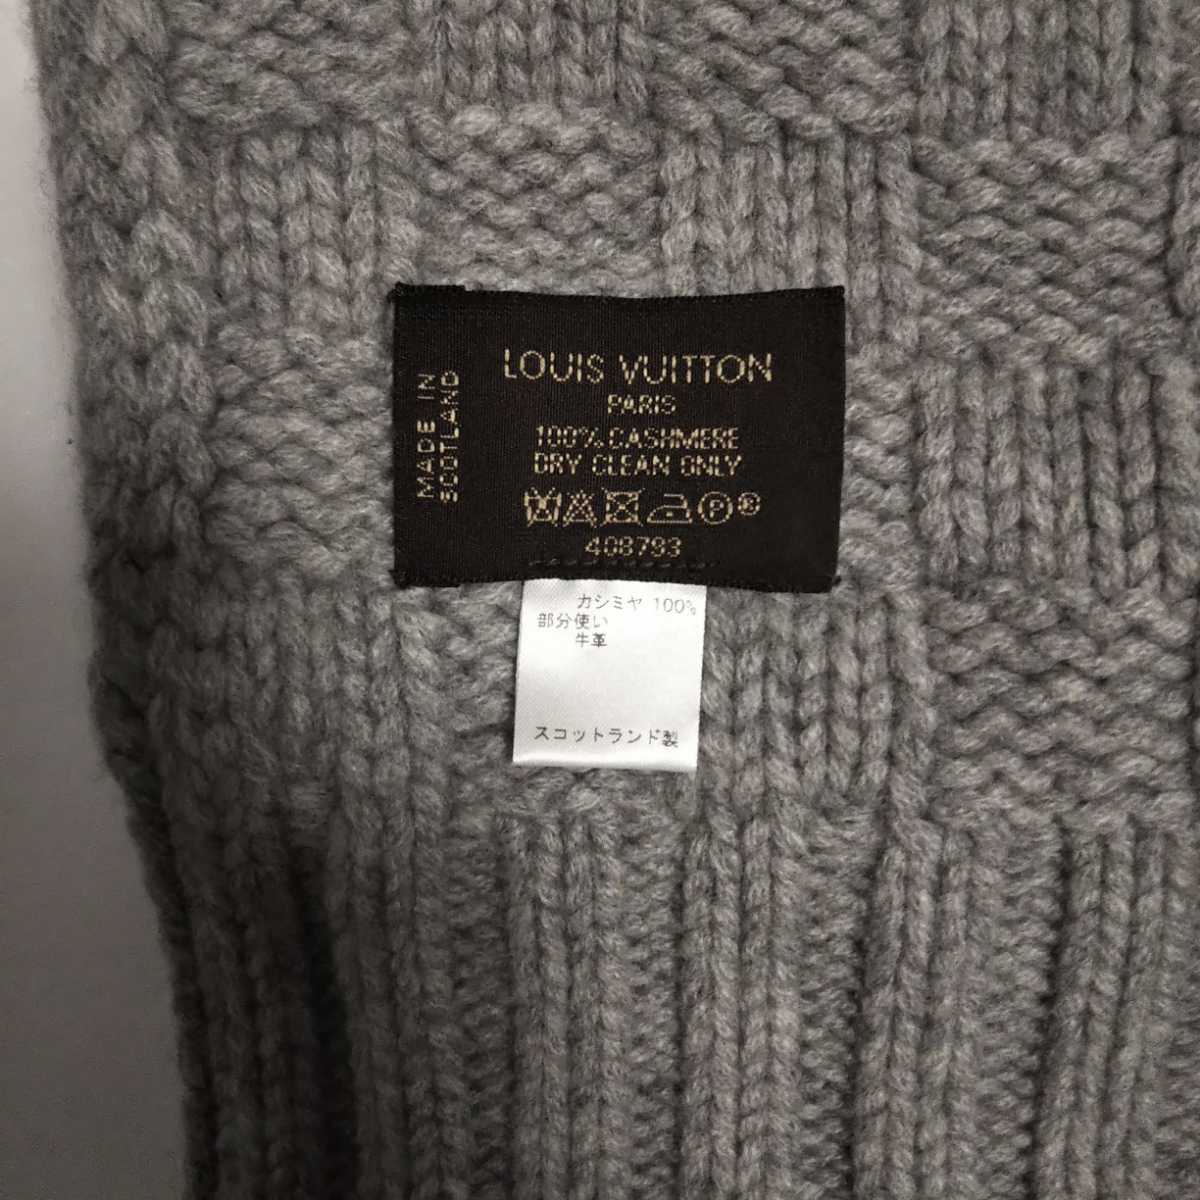 LOUIS VUITTON
PARIS
100% CASHMERE
DRY CLEAN ONLY
P
408793
MADE IN
SCOTLAND
カシミヤ 100%
部分使い
牛革
スコットランド製